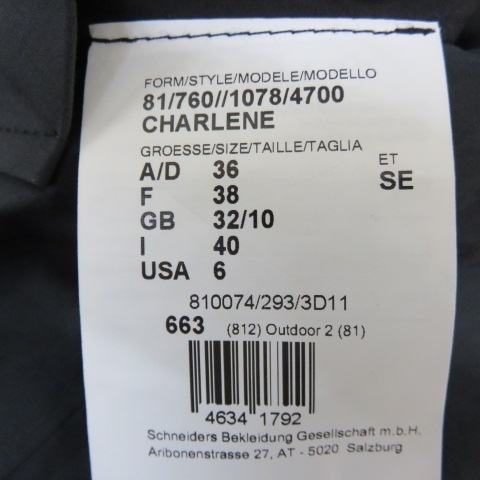 FORM/STYLE/MODELE/MODELLO
81/760//1078/4700
CHARLENE
GROESSE/SIZE/TAILLE/TAGLIA
ET
A/D 36
SE
F 38
GB 32/10
I 40
USA 6
810074/293/3D11
663 (812) Outdoor 2 (81)
4634 1792
Schneiders Bekleidung Gesellschaft m.b.H.
Aribonenstrasse 27, AT - 5020 Salzburg